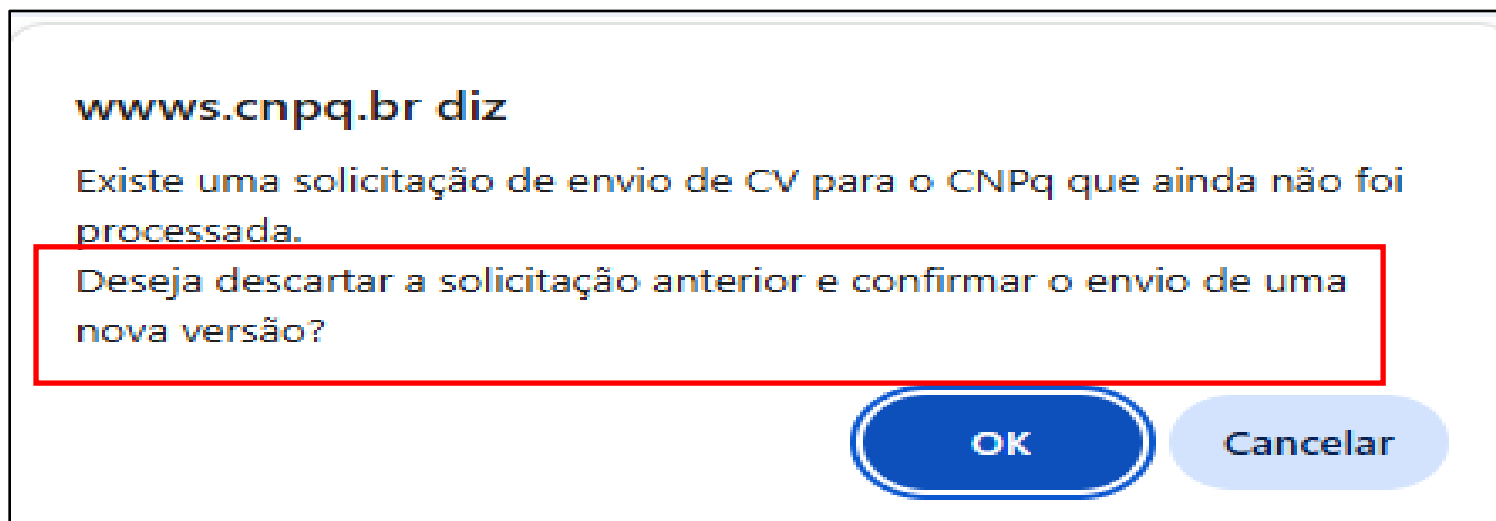 wwws.cnpq.br diz
Existe uma solicitação de envio de CV para o CNPq que ainda não foi
processada.
Deseja descartar a solicitação anterior e confirmar o envio de uma
nova versão?
OK
Cancelar